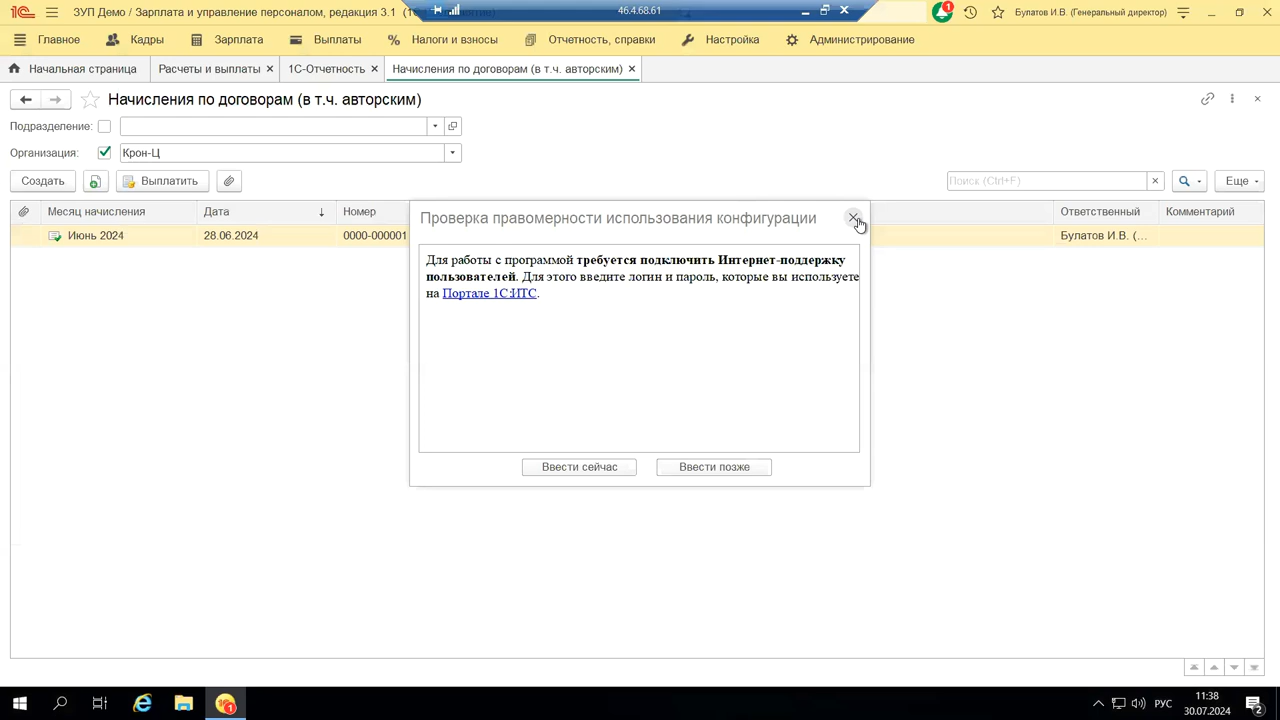 ЗУП Демо / Зарплата и управление персоналом, редакция 3.1 (1С
46.4.68.61
1
Булатов И.В. (Генеральный директор)
Главное
Кадры
Зарплата
Выплаты
Налоги и взносы
Отчетность, справки
Настройка
Администрирование
Начальная страница
Расчеты и выплаты
1С-Отчетность
Начисления по договорам (в т.ч. авторским)
Начисления по договорам (в т.ч. авторским)
Подразделение:
Организация:
Крон-Ц
Создать
Выплатить
Поиск (Ctrl+F)
Еще
Месяц начисления
Дата
Номер
Ответственный
Комментарий
Июнь 2024
28.06.2024
0000-000001
Булатов И.В. (...
Проверка правомерности использования конфигурации
Для работы с программой требуется подключить Интернет-поддержку
пользователей. Для этого введите логин и пароль, которые вы используете
на Портале 1С:ИТС.
Ввести сейчас
Ввести позже
1
РУС
11:38
30.07.2024
2